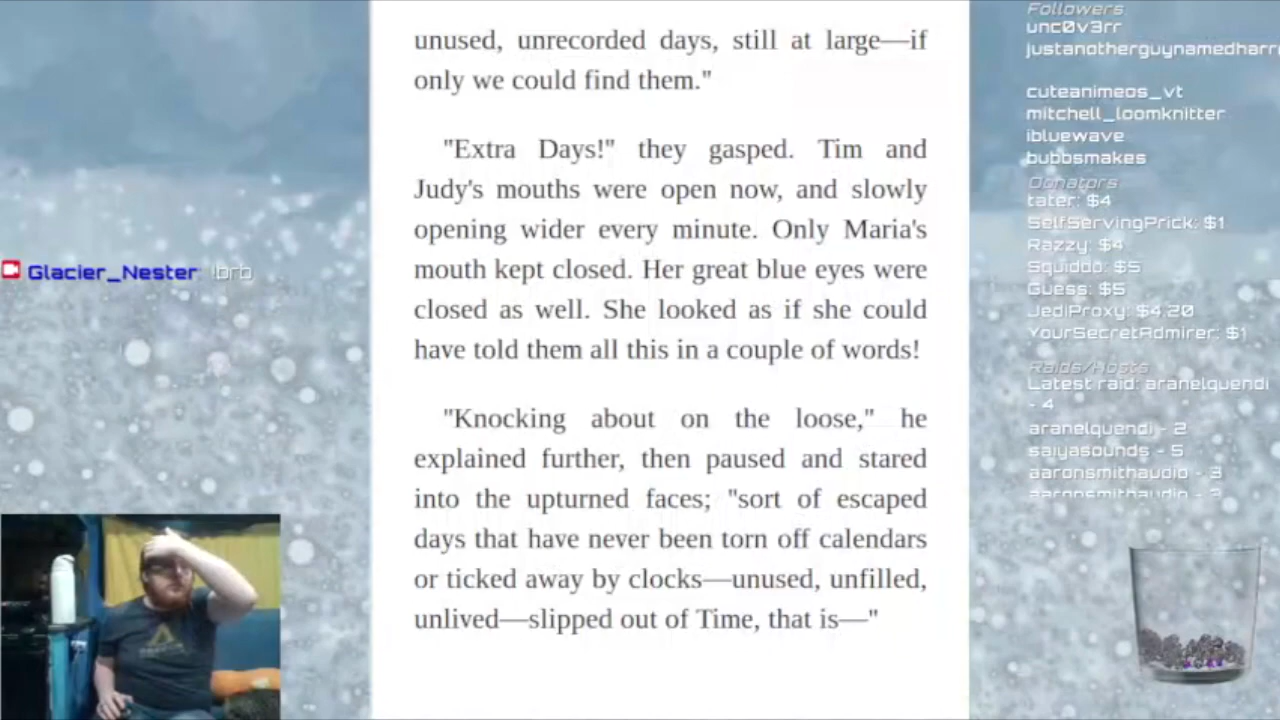 unused, unrecorded days, still at large—if
only we could find them."
"Extra Days!" they gasped. Tim and
Judy's mouths were open now, and slowly
opening wider every minute. Only Maria's
mouth kept closed. Her great blue eyes were
closed as well. She looked as if she could
have told them all this in a couple of words!
"Knocking about on the loose," he
explained further, then paused and stared
into the upturned faces; "sort of escaped
days that have never been torn off calendars
or ticked away by clocks—unused, unfilled,
unlived—slipped out of Time, that is—"
Glacier_Nester: !brb
Followers
unc0v3rr
justanotherguynamedharr
cuteanimeos_vt
mitchell_loomknitter
ibluewave
bubbsmakes
Donators
tater: $4
SelfServingPrick: $1
Razzy: $4
Squiddo: $5
Guess: $5
JediProxy: $4.20
YourSecretAdmirer: $1
Raids/Hosts
Latest raid: aranelquendi
- 4
aranelquendi - 2
saiyasounds - 5
aaronsmithaudio - 3